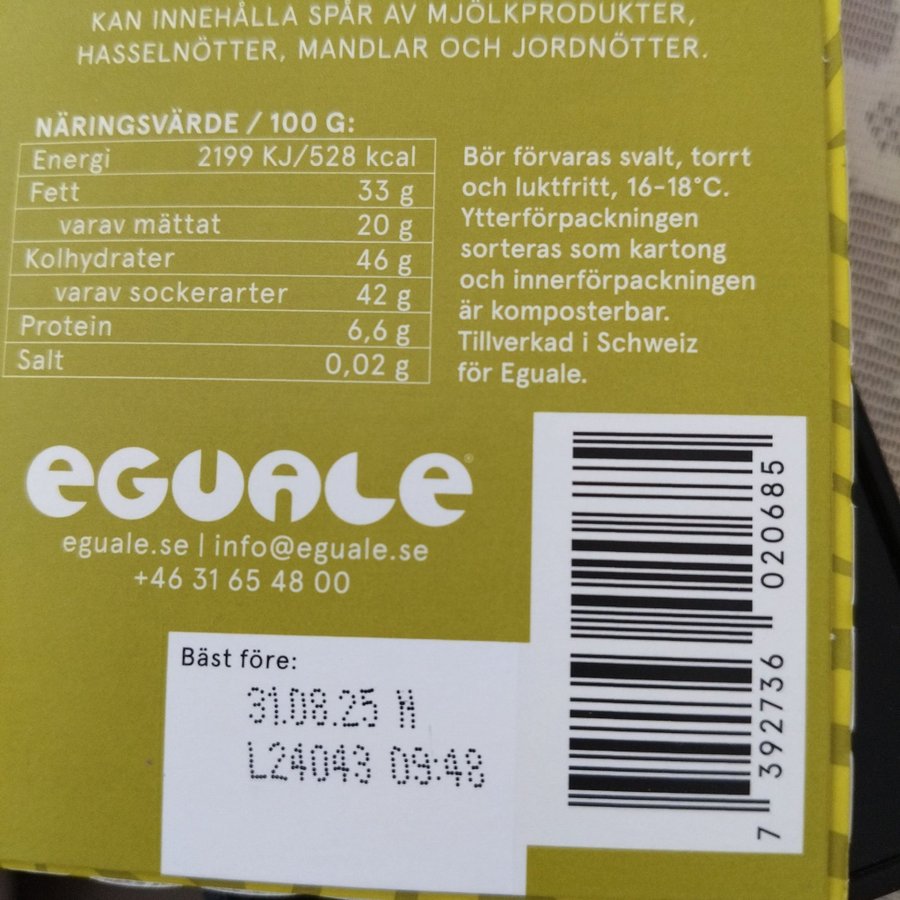 KAN INNEHÅLLA SPÅR AV MJÖLKPRODUKTER,
HASSELNÖTTER, MANDLAR OCH JORDNÖTTER.
NÄRINGSVÄRDE / 100 G:
Energi 2199 KJ/528 kcal
Fett 33 g
varav mättat 20 g
Kolhydrater 46 g
varav sockerarter 42 g
Protein 6,6 g
Salt 0,02 g
Bör förvaras svalt, torrt
och luktfritt, 16-18°C.
Ytterförpackningen
sorteras som kartong
och innerförpackningen
är komposterbar.
Tillverkad i Schweiz
för Eguale.
eGUALe®
eguale.se | info@eguale.se
+46 31 65 48 00
Bäst före:
31.08.25 M
L24043 09:48
7 392736 020685